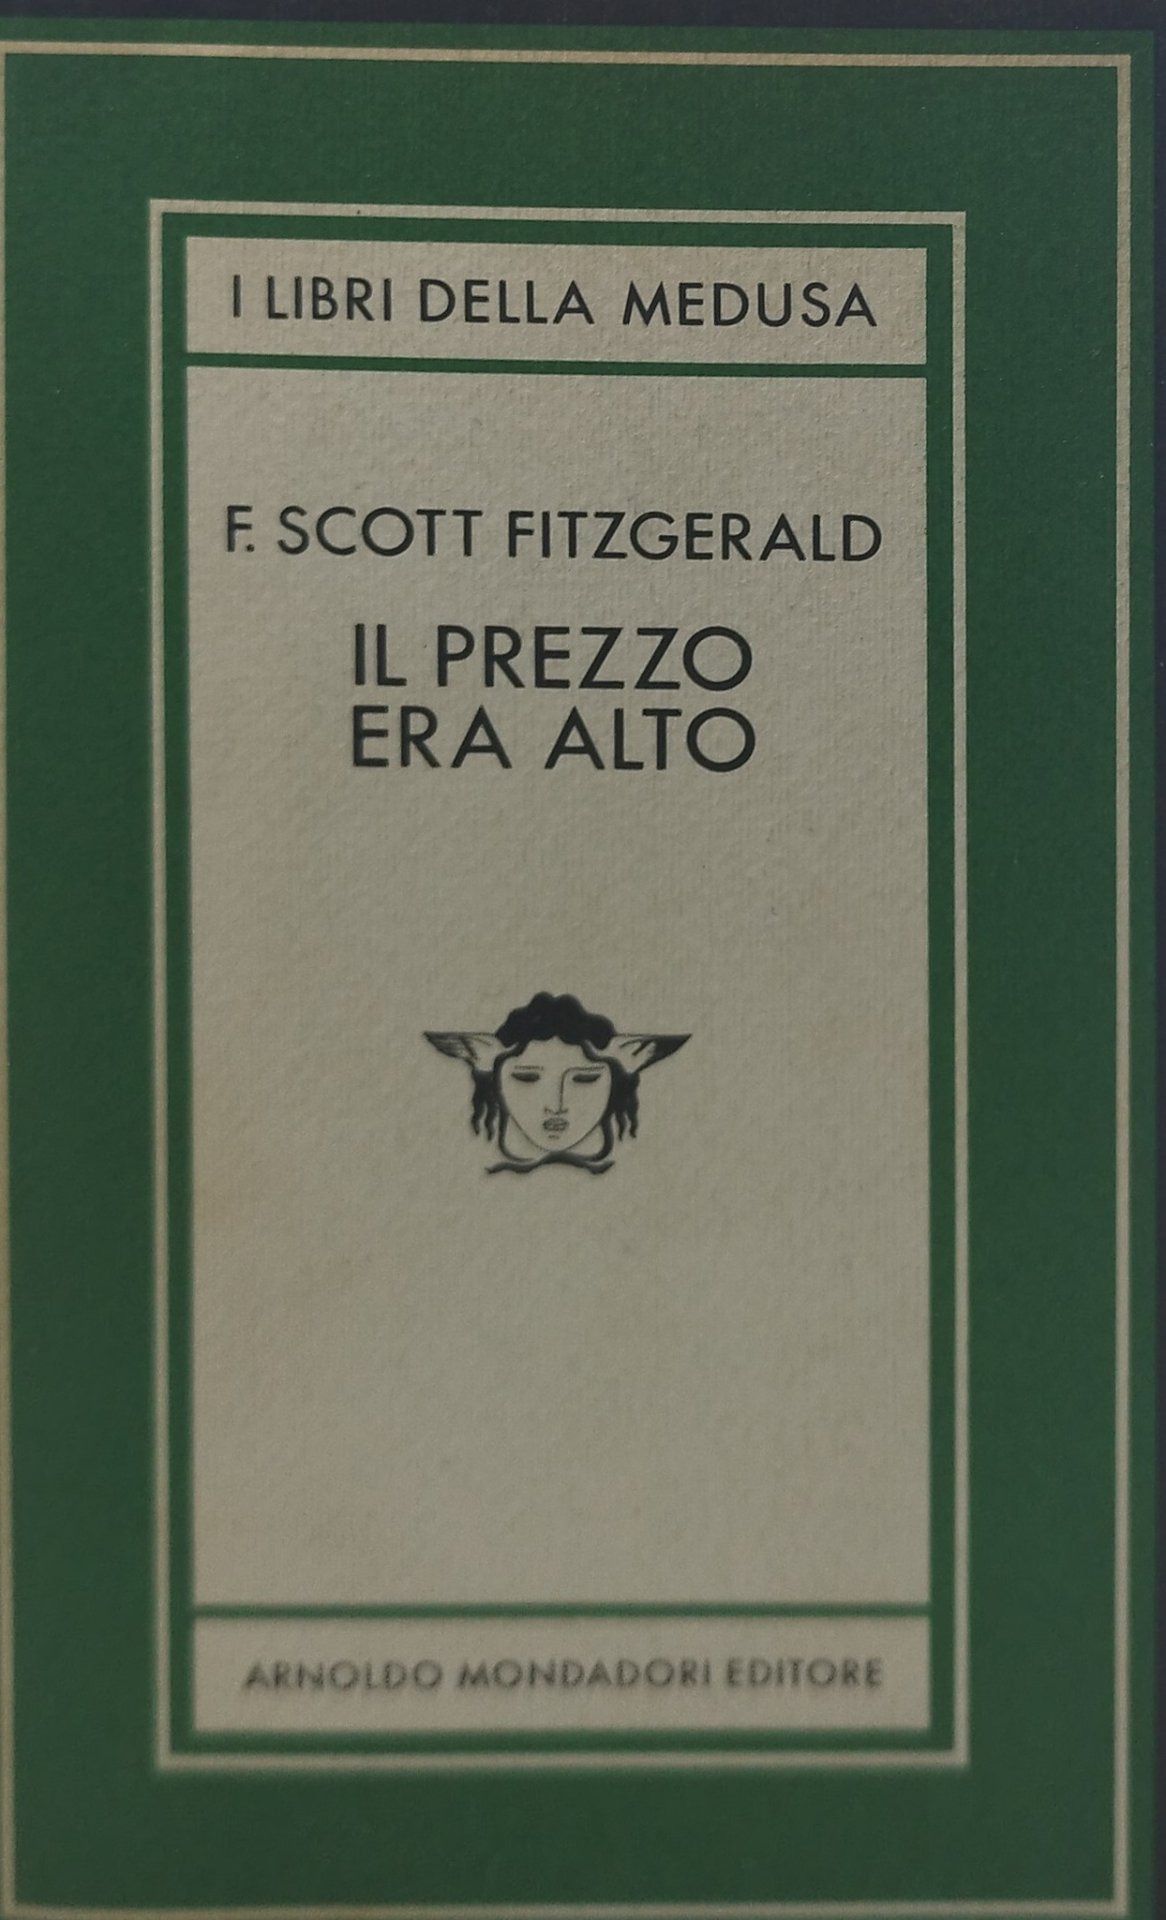 I LIBRI DELLA MEDUSA
F. SCOTT FITZGERALD
IL PREZZO
ERA ALTO
ARNOLDO MONDADORI EDITORE